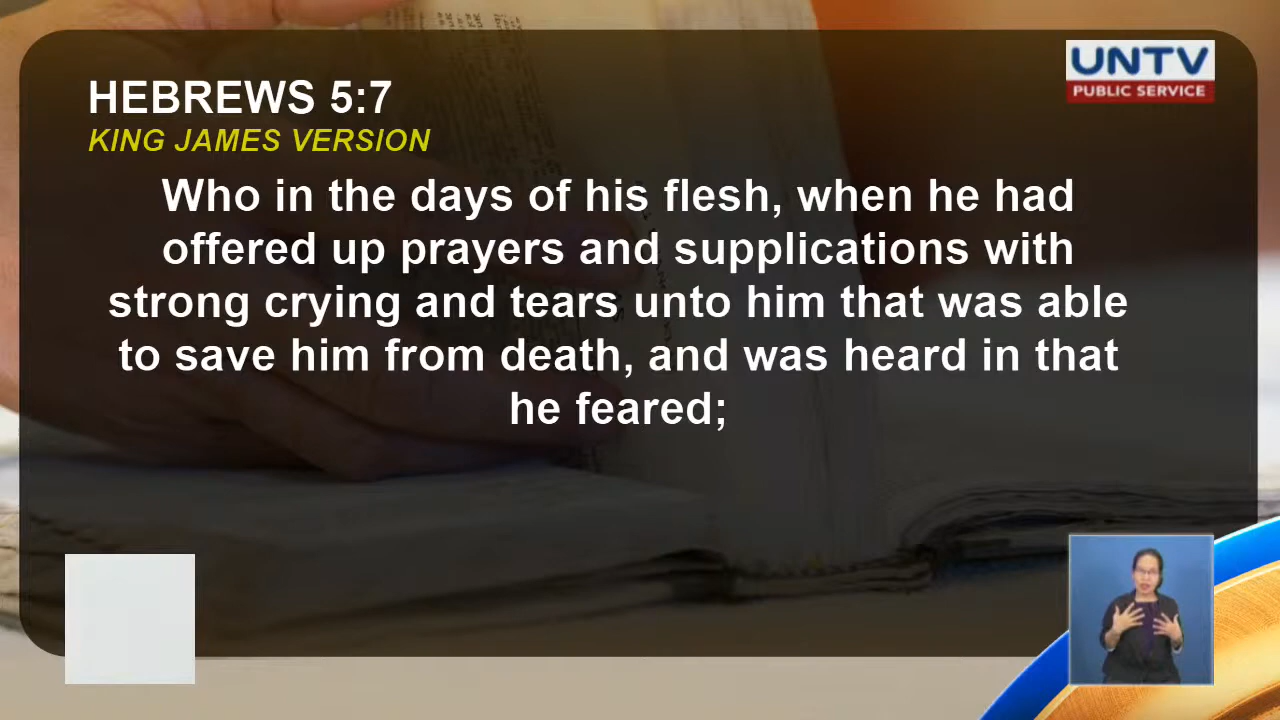 HEBREWS 5:7
KING JAMES VERSION
UNTV
PUBLIC SERVICE
Who in the days of his flesh, when he had
offered up prayers and supplications with
strong crying and tears unto him that was able
to save him from death, and was heard in that
he feared;